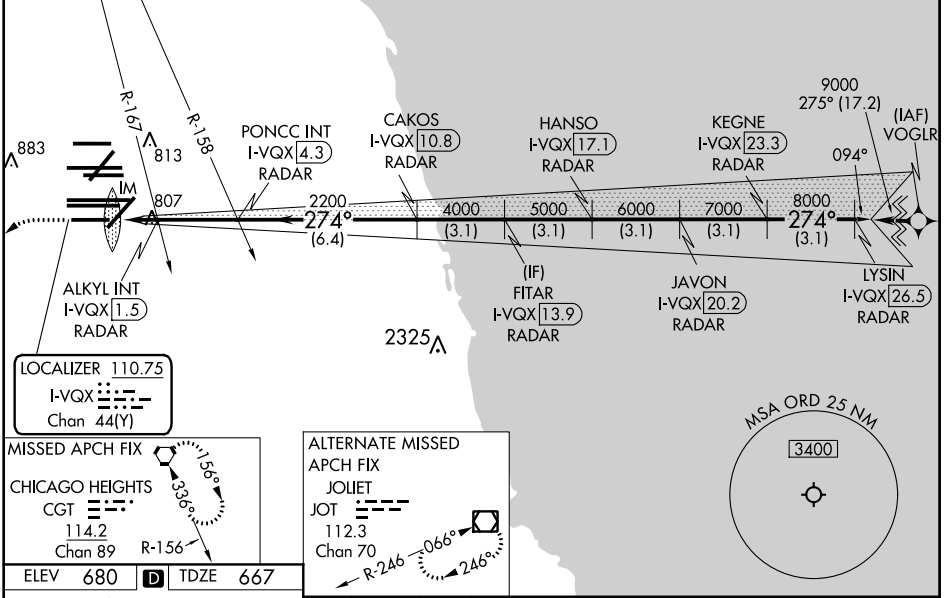 883
R-167
813
R-158
PONCC INT
I-VQX 4.3
RADAR
CAKOS
I-VQX 10.8
RADAR
HANSO
I-VQX 17.1
RADAR
KEGNE
I-VQX 23.3
RADAR
9000
275° (17.2)
(IAF)
VOGLR
094°
IM
807
2200
274°
(6.4)
4000
(3.1)
5000
(3.1)
6000
(3.1)
7000
(3.1)
8000
274°
(3.1)
ALKYL INT
I-VQX 1.5
RADAR
(IF)
FITAR
I-VQX 13.9
RADAR
JAVON
I-VQX 20.2
RADAR
LYSIN
I-VQX 26.5
RADAR
2325
LOCALIZER 110.75
I-VQX
Chan 44(Y)
MISSED APCH FIX
CHICAGO HEIGHTS
CGT
114.2
Chan 89
156°
336°
R-156
ALTERNATE MISSED
APCH FIX
JOLIET
JOT
112.3
Chan 70
R-246
066°
246°
MSA ORD 25 NM
3400
ELEV 680 D TDZE 667